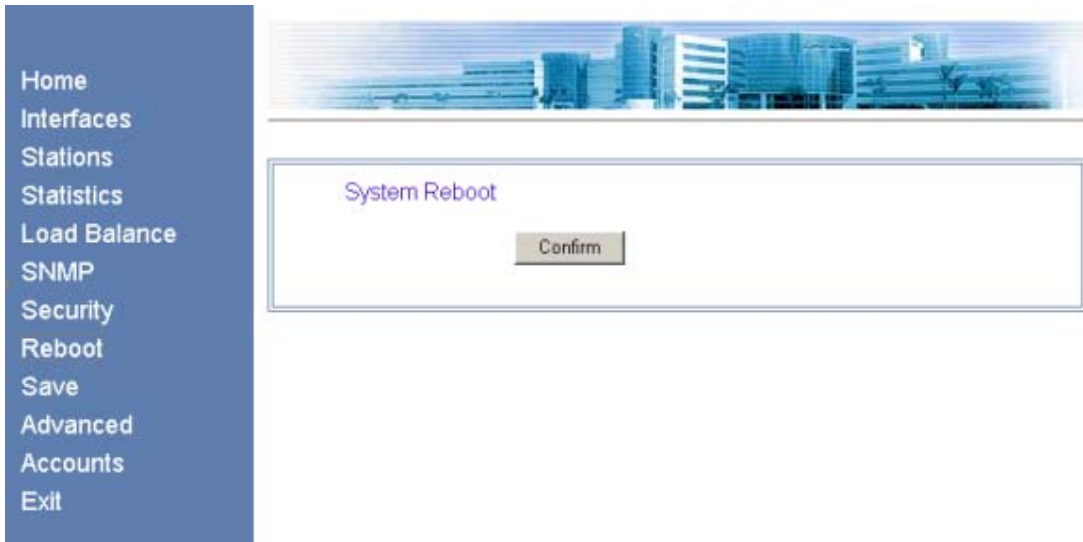 Home
Interfaces
Stations
Statistics
Load Balance
SNMP
Security
Reboot
Save
Advanced
Accounts
Exit
System Reboot
Confirm